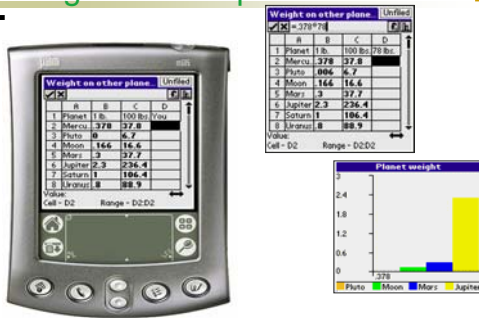 Weight on other plane.. Unfiled
A B C D
1 Planet 1 lb. 100 lbs. You
2 Mercu. .378 37.8
3 Pluto 0 6.7
4 Moon .166 16.6
5 Mars .3 37.7
6 Jupiter 2.3 236.4
7 Saturn 1 106.4
8 Uranus .8 88.9
Value:
Cell - D2 Range - D2:D2
Weight on other plane.. Unfiled
=.378*78
A B C D
1 Planet 1 lb. 100 lbs. 78 lbs.
2 Mercu. .378 37.8
3 Pluto .006 6.7
4 Moon .166 16.6
5 Mars .3 37.7
6 Jupiter 2.3 236.4
7 Saturn 1 106.4
8 Uranus .8 88.9
Value:
Cell - D2 Range - D2:D2
Planet weight
3
2.4
1.8
1.2
0.6
0
.378
Pluto Moon Mars Jupiter